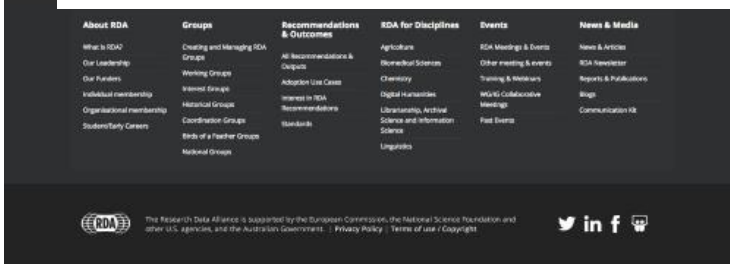 About RDA
What is RDA?
Our Leadership
Our Funders
Individual membership
Organisational membership
Student/Early Careers
Groups
Creating and Managing RDA
Groups
Working Groups
Interest Groups
Historical Groups
Coordination Groups
Birds of a Feather Groups
National Groups
Recommendations
& Outcomes
All Recommendations &
Outputs
Adoption Use Cases
Interest in RDA
Recommendations
Standards
RDA for Disciplines
Agriculture
Biomedical Sciences
Chemistry
Digital Humanities
Librarianship, Archival
Science and Information
Science
Linguistics
Events
RDA Meetings & Events
Other meeting & events
Training & Webinars
WG/IG Collaborative
Meetings
Past Events
News & Media
News & Articles
RDA Newsletter
Reports & Publications
Blogs
Communication Kit
RDA
The Research Data Alliance is supported by the European Commission, the National Science Foundation and
other U.S. agencies, and the Australian Government. | Privacy Policy | Terms of use / Copyright
in f